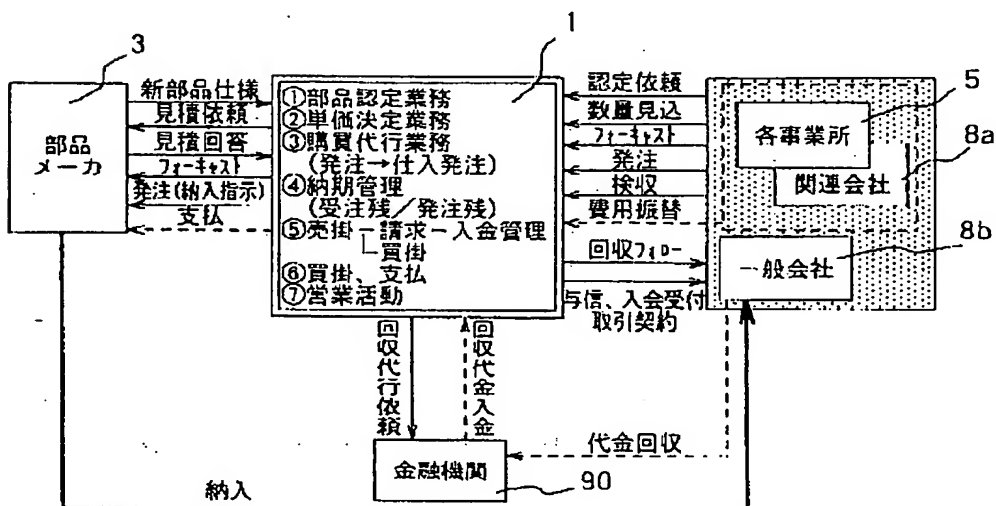 3
1
部品
メーカ
新部品仕様
見積依頼
見積回答
フォーキャスト
発注(納入指示)
支払
①部品認定業務
②単価決定業務
③購買代行業務
(発注→仕入発注)
④納期管理
(受注残/発注残)
⑤売掛-請求-入金管理
└買掛
⑥買掛、支払
⑦営業活動
認定依頼
数量見込
フォーキャスト
発注
検収
費用振替
回収フォロー
与信、入会受付
取引契約
各事業所
5
関連会社
8a
一般会社
8b
回収代行依頼
回収代金入金
代金回収
金融機関
90
納入